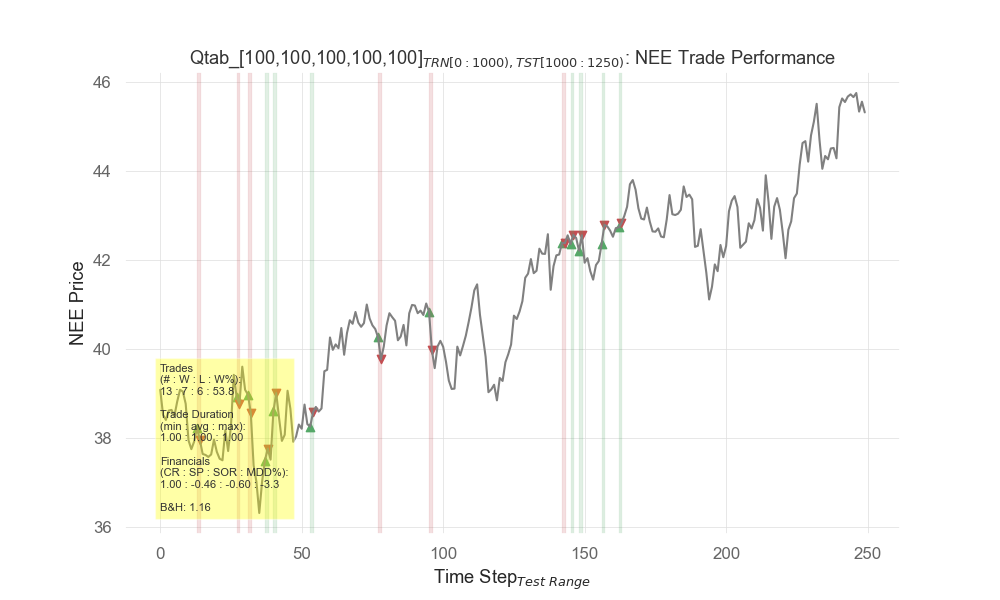 Qtab_[100,100,100,100,100]TRN[0 : 1000), TST[1000 : 1250): NEE Trade Performance
46
44
42
40
38
36
NEE Price
Trades
(# : W : L : W%):
13 : 7 : 6 : 53.8
Trade Duration
(min : avg : max):
1.00 : 1.00 : 1.00
Financials
(CR : SP : SOR : MDD%):
1.00 : -0.46 : -0.60 : -3.3
B&H: 1.16
0 50 100 150 200 250
Time StepTest Range